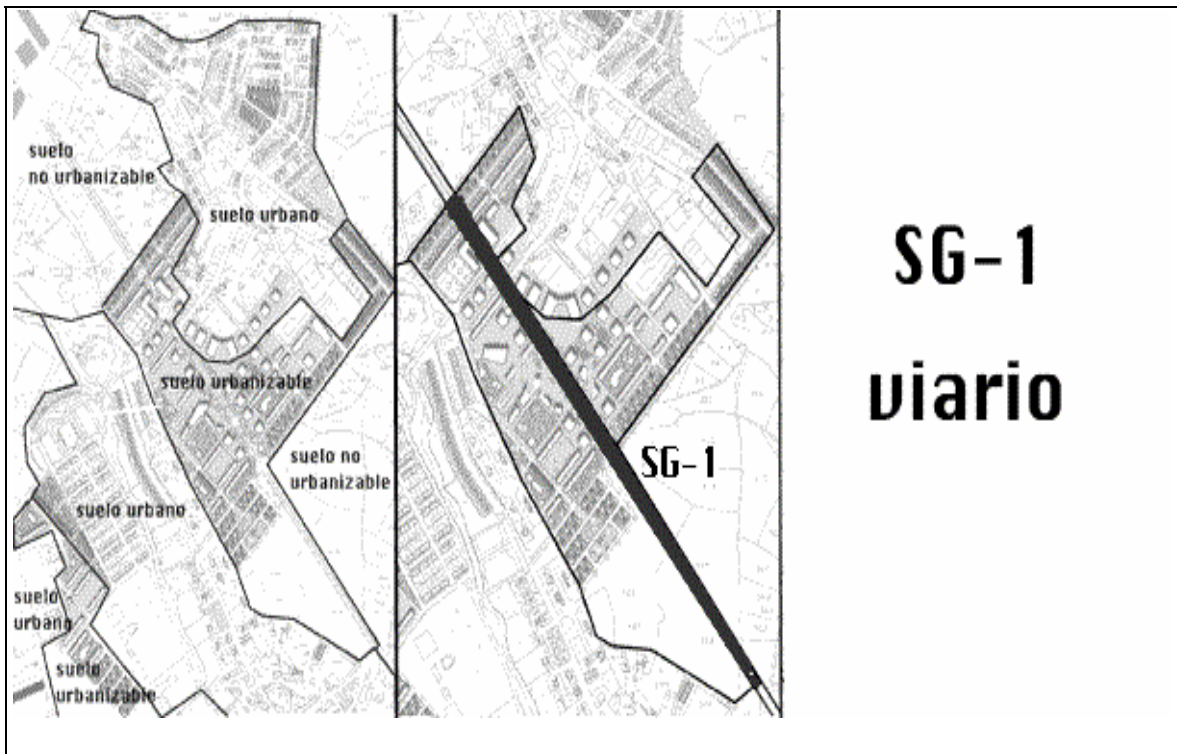 suelo
no urbanizable
suelo urbano
suelo urbanizable
suelo no
urbanizable
suelo urbano
suelo
urbano
suelo
urbanizable
SG-1
SG-1
viario